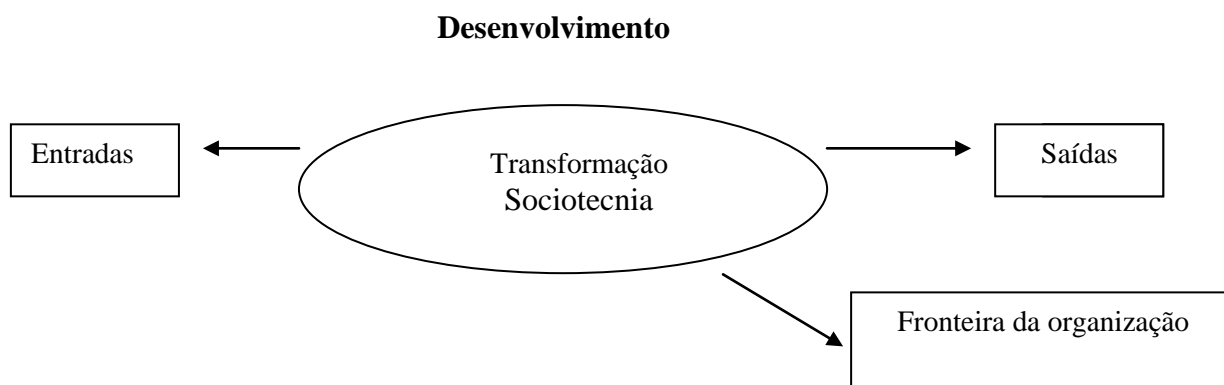 Desenvolvimento
Entradas
Transformação
Sociotecnia
Saídas
Fronteira da organização